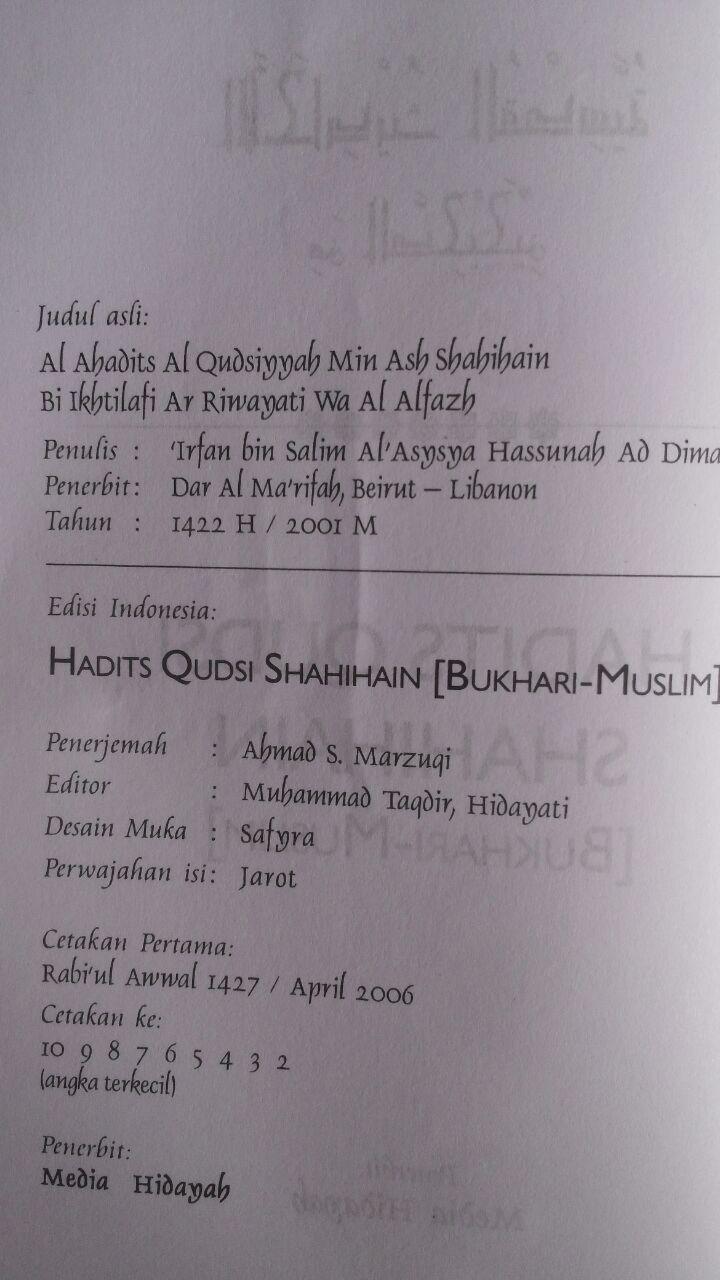 Judul asli:
Al Ahadits Al Qudsiyyah Min Ash Shahihain
Bi Ikhtilafi Ar Riwayati Wa Al Alfazh
Penulis : 'Irfan bin Salim Al'Asysya Hassunah Ad Dima
Penerbit: Dar Al Ma'rifah, Beirut – Libanon
Tahun : 1422 H / 2001 M
Edisi Indonesia:
HADITS QUDSI SHAHIHAIN [BUKHARI-MUSLIM]
Penerjemah : Ahmad S. Marzuqi
Editor : Muhammad Taqdir, Hidayati
Desain Muka : Safyra
Perwajahan isi: Jarot
Cetakan Pertama:
Rabi'ul Awwal 1427 / April 2006
Cetakan ke:
10 9 8 7 6 5 4 3 2
(angka terkecil)
Penerbit:
Media Hidayah